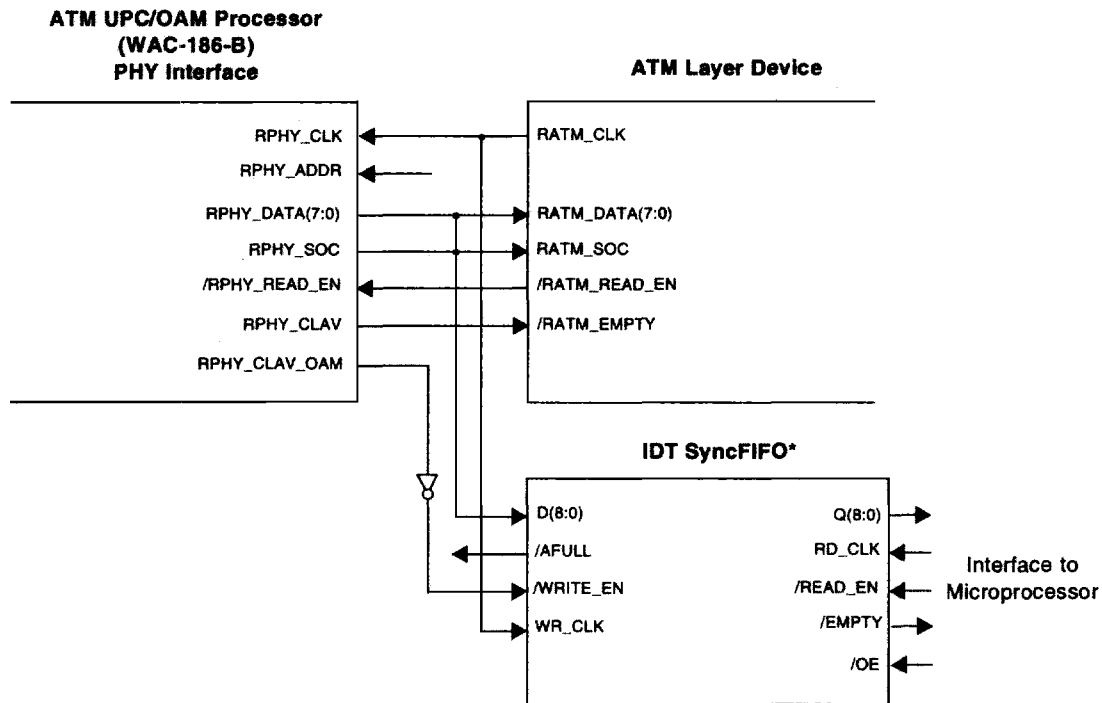 ATM UPC/OAM Processor
(WAC-186-B)
PHY Interface
ATM Layer Device
RPHY_CLK
RPHY_ADDR
RPHY_DATA(7:0)
RPHY_SOC
/RPHY_READ_EN
RPHY_CLAV
RPHY_CLAV_OAM
RATM_CLK
RATM_DATA(7:0)
RATM_SOC
/RATM_READ_EN
/RATM_EMPTY
IDT SyncFIFO*
D(8:0)
/AFULL
/WRITE_EN
WR_CLK
Q(8:0)
RD_CLK
/READ_EN
/EMPTY
/OE
Interface to
Microprocessor